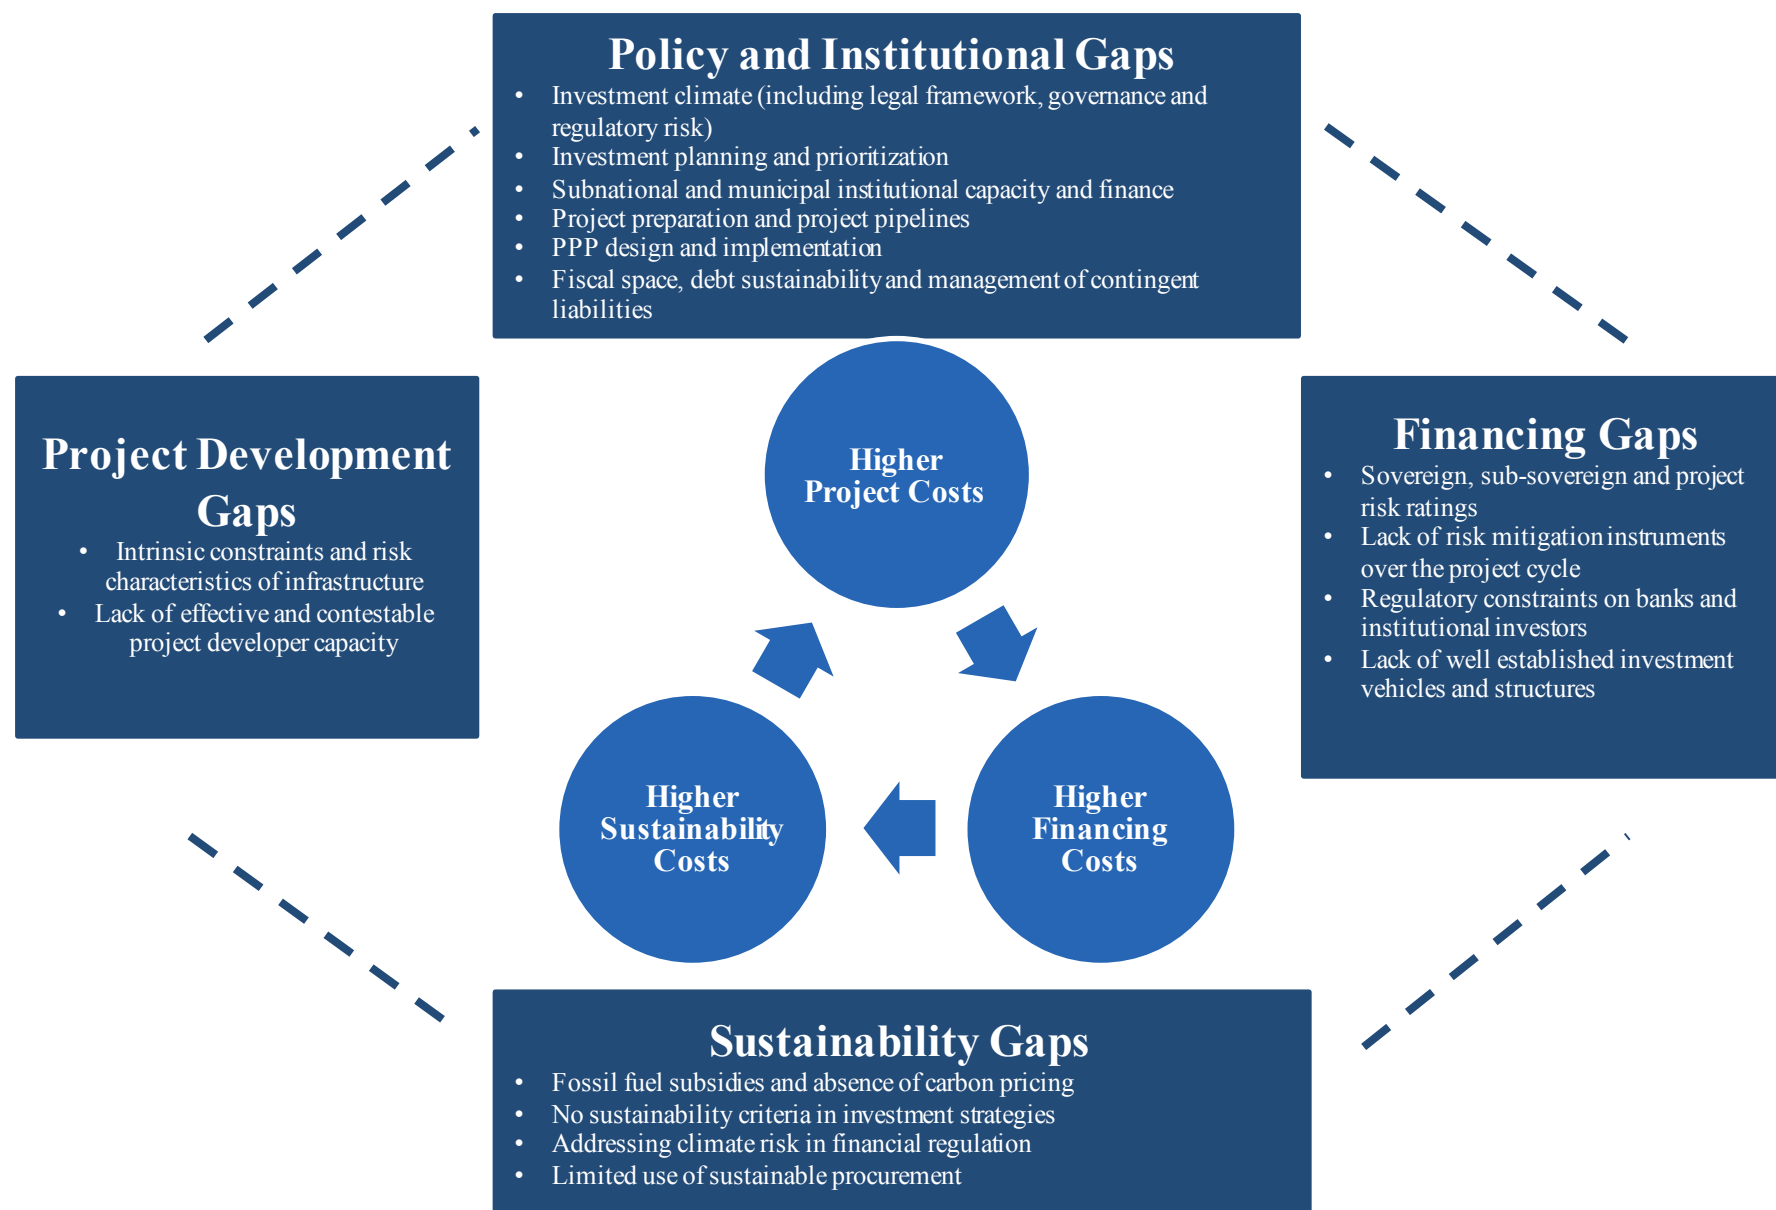 Policy and Institutional Gaps
• Investment climate (including legal framework, governance and
regulatory risk)
• Investment planning and prioritization
• Subnational and municipal institutional capacity and finance
• Project preparation and project pipelines
• PPP design and implementation
• Fiscal space, debt sustainability and management of contingent
liabilities
Project Development
Gaps
• Intrinsic constraints and risk
characteristics of infrastructure
• Lack of effective and contestable
project developer capacity
Higher
Project Costs
Financing Gaps
• Sovereign, sub-sovereign and project
risk ratings
• Lack of risk mitigation instruments
over the project cycle
• Regulatory constraints on banks and
institutional investors
• Lack of well established investment
vehicles and structures
Higher
Sustainability
Costs
Higher
Financing
Costs
Sustainability Gaps
• Fossil fuel subsidies and absence of carbon pricing
• No sustainability criteria in investment strategies
• Addressing climate risk in financial regulation
• Limited use of sustainable procurement